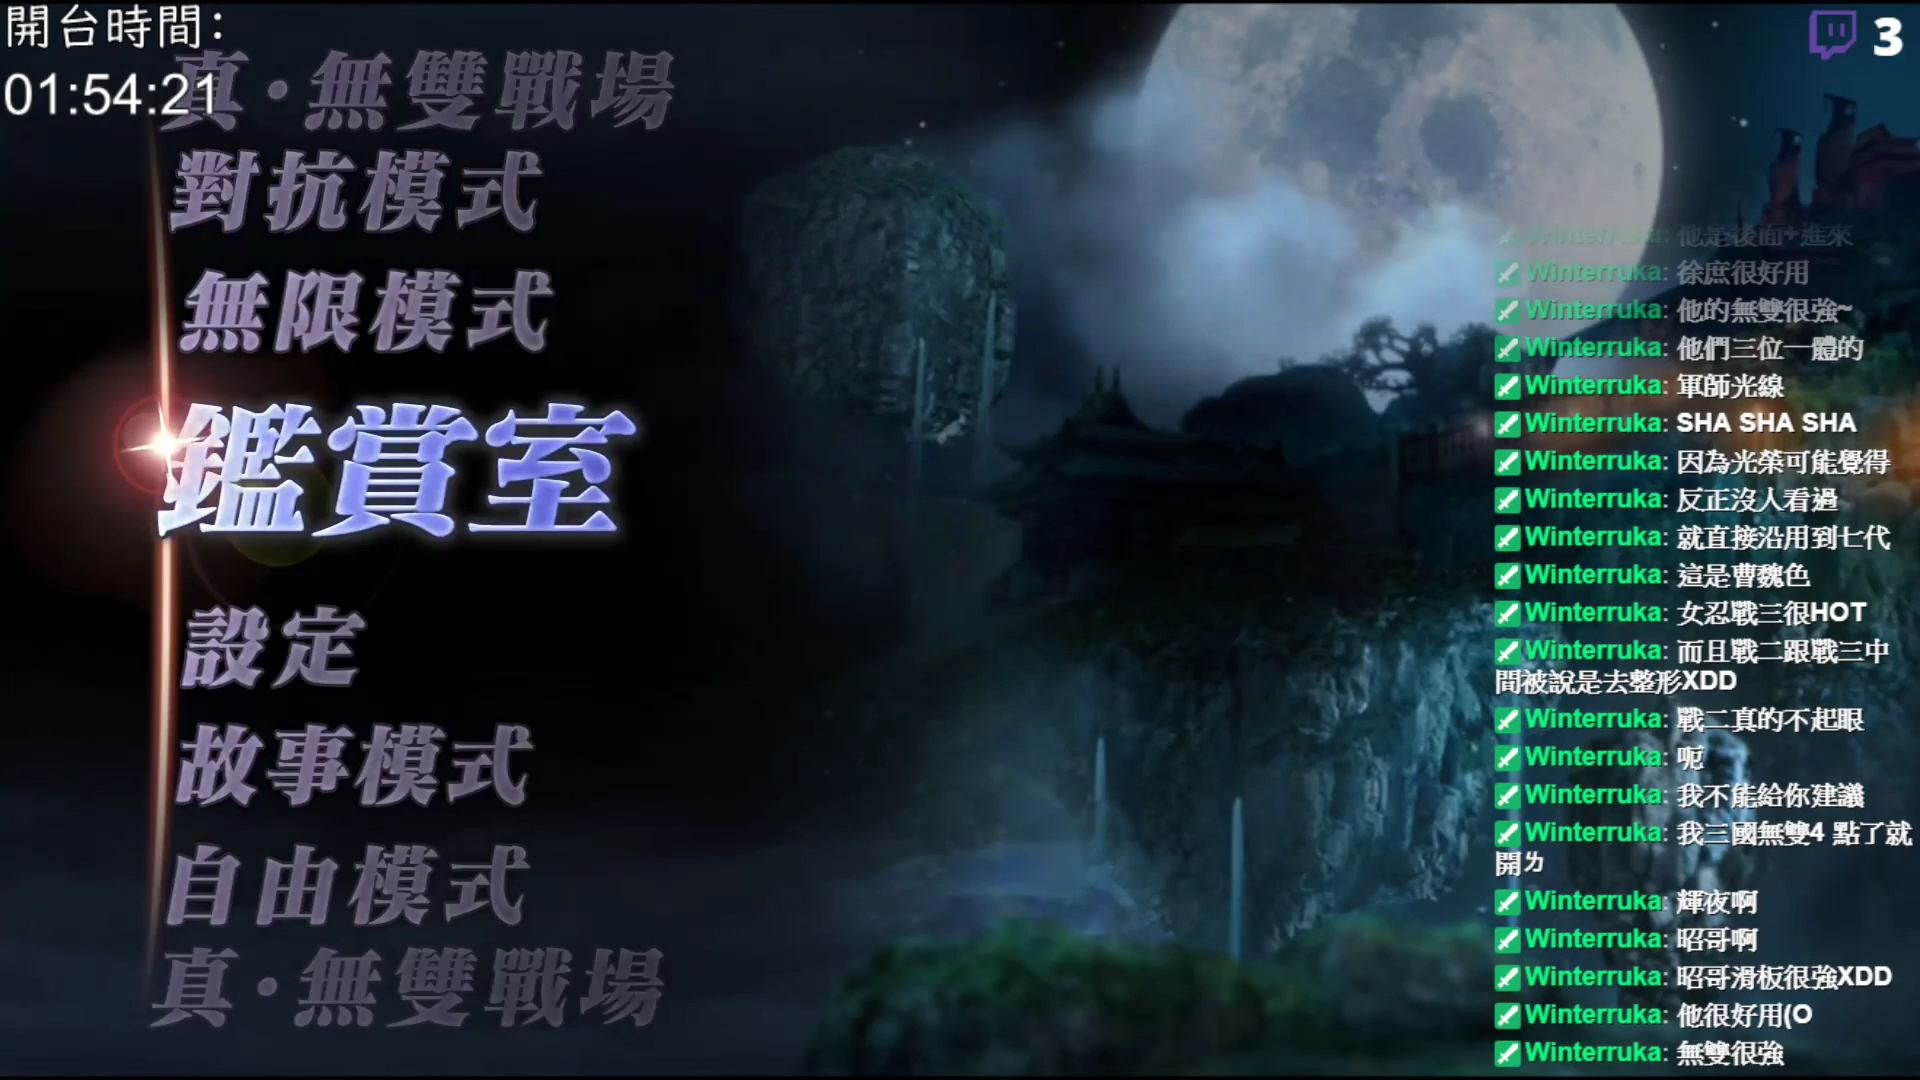 開台時間：
01:54:21
3
真·無雙戰場
對抗模式
無限模式
鑑賞室
設定
故事模式
自由模式
真·無雙戰場
Winterruka: 他是後面+進來
Winterruka: 徐庶很好用
Winterruka: 他的無雙很強~
Winterruka: 他們三位一體的
Winterruka: 軍師光線
Winterruka: SHA SHA SHA
Winterruka: 因為光榮可能覺得
Winterruka: 反正沒人看過
Winterruka: 就直接沿用到七代
Winterruka: 這是曹魏色
Winterruka: 女忍戰三很HOT
Winterruka: 而且戰二跟戰三中
間被說是去整形XDD
Winterruka: 戰二真的不起眼
Winterruka: 呃
Winterruka: 我不能給你建議
Winterruka: 我三國無雙4 點了就
開ㄌ
Winterruka: 輝夜啊
Winterruka: 昭哥啊
Winterruka: 昭哥滑板很強XDD
Winterruka: 他很好用(O
Winterruka: 無雙很強